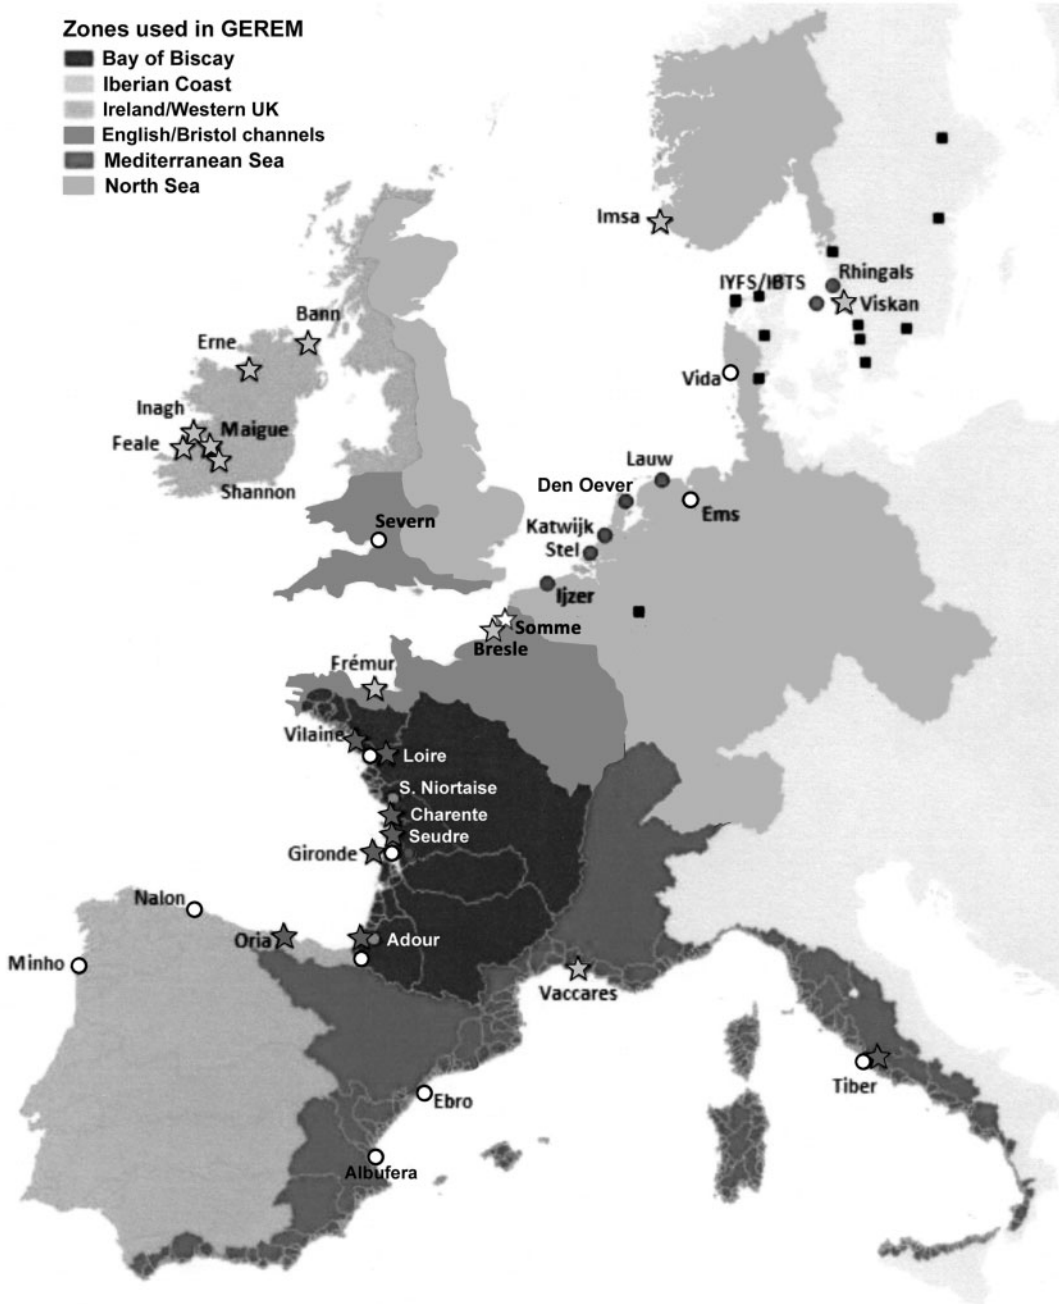 Zones used in GEREM
Bay of Biscay
Iberian Coast
Ireland/Western UK
English/Bristol channels
Mediterranean Sea
North Sea
Imsa
Rhingals
IYFS/IBTS
Viskan
Bann
Erne
Vida
Inagh
Maigue
Feale
Shannon
Lauw
Den Oever
Ems
Severn
Katwijk
Stel
Ijzer
Somme
Bresle
Frémur
Vilaine
Loire
S. Niortaise
Charente
Seudre
Gironde
Nalon
Oria
Adour
Minho
Vaccares
Tiber
Ebro
Albufera